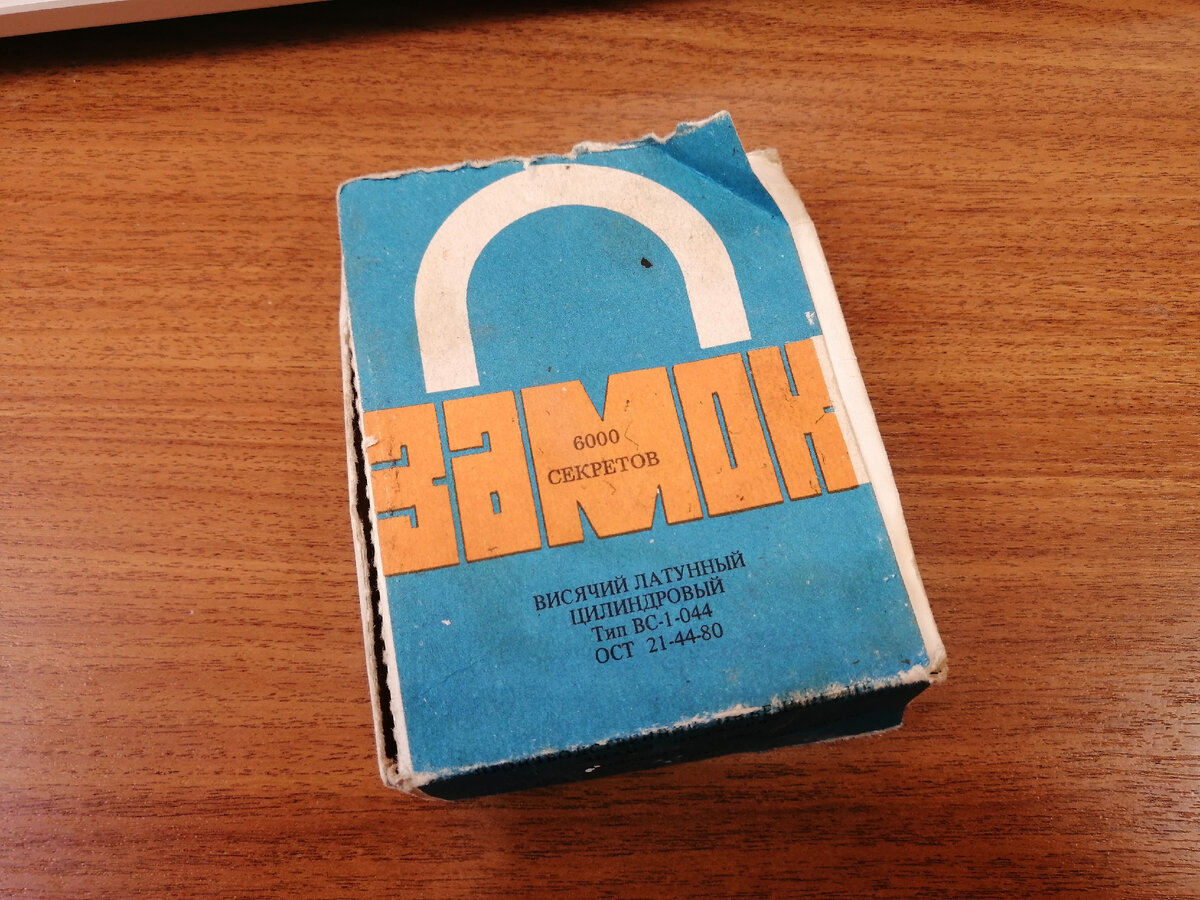 ЗАМОК
6000
СЕКРЕТОВ
ВИСЯЧИЙ ЛАТУННЫЙ
ЦИЛИНДРОВЫЙ
Тип ВС-1-044
ОСТ 21-44-80